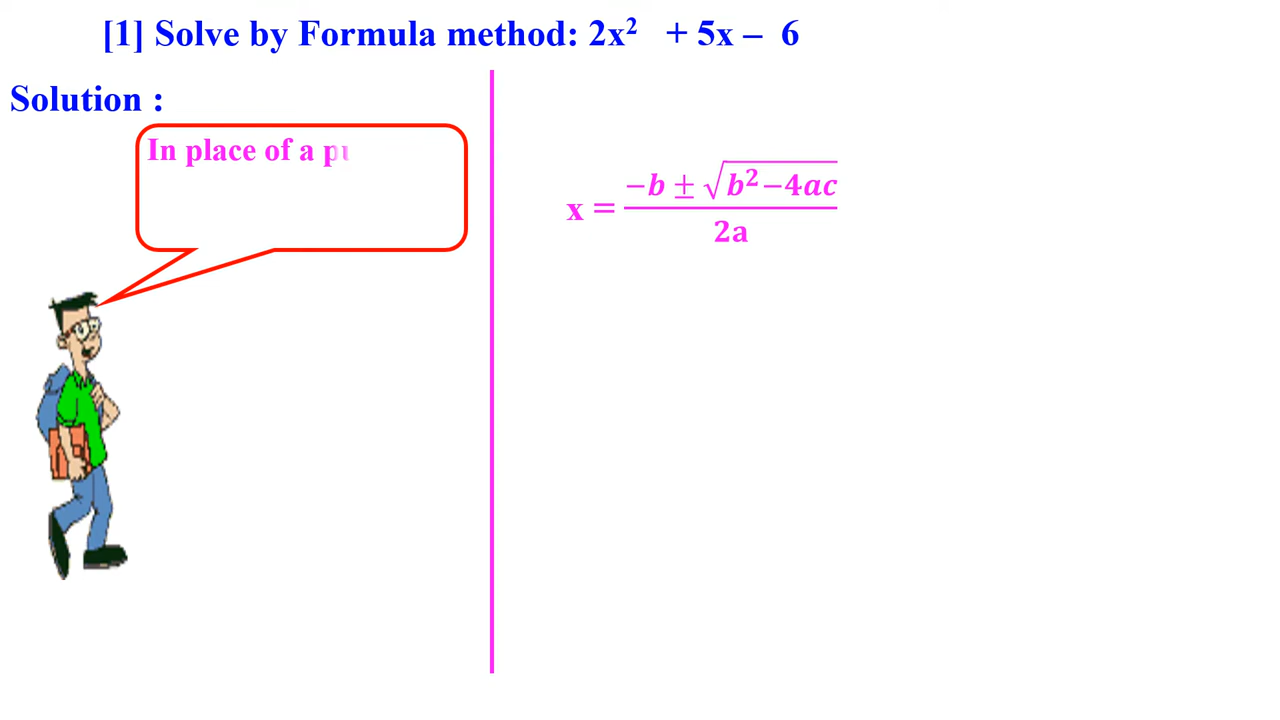 [1] Solve by Formula method: 2x² + 5x – 6
Solution :
In place of a
x = −b ± √b² −4ac / 2a